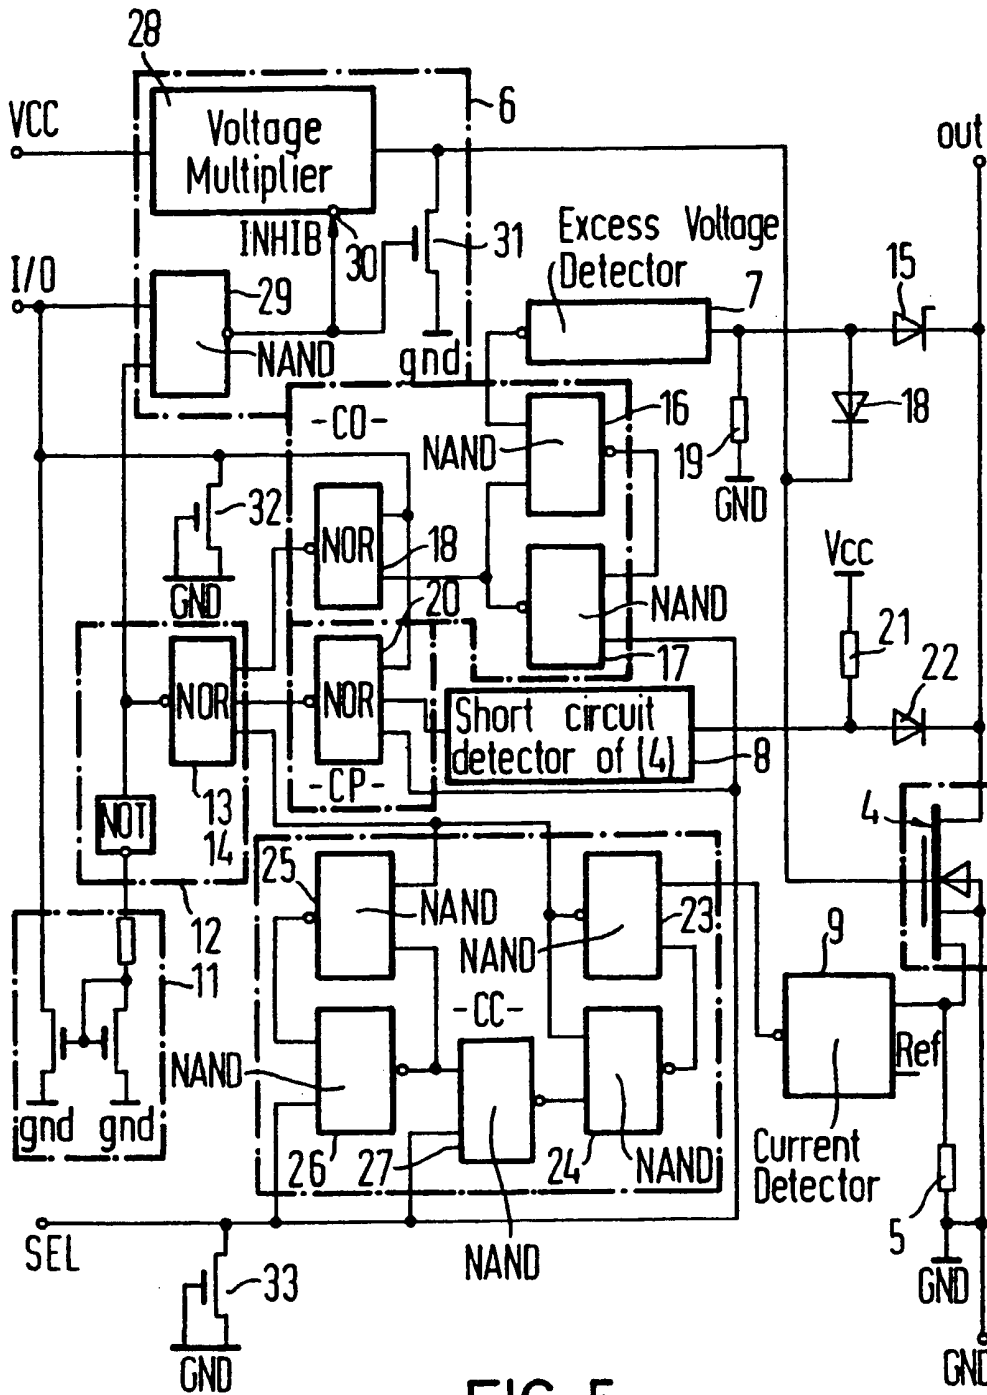 28
VCC
Voltage
Multiplier
6
out
INHIB
30
31
Excess Voltage
Detector
7
15
I/O
29
NAND
gnd
-CO-
16
NAND
19
18
GND
32
NOR
18
GND
20
NAND
Vcc
21
22
17
NOR
NOR
Short circuit
detector of (4)
8
-CP-
13
14
NOT
4
25
NAND
23
NAND
12
11
9
-CC-
NAND
Ref
gnd
gnd
26
27
24
NAND
Current
Detector
5
SEL
NAND
GND
33
GND
GND
FIG. 5